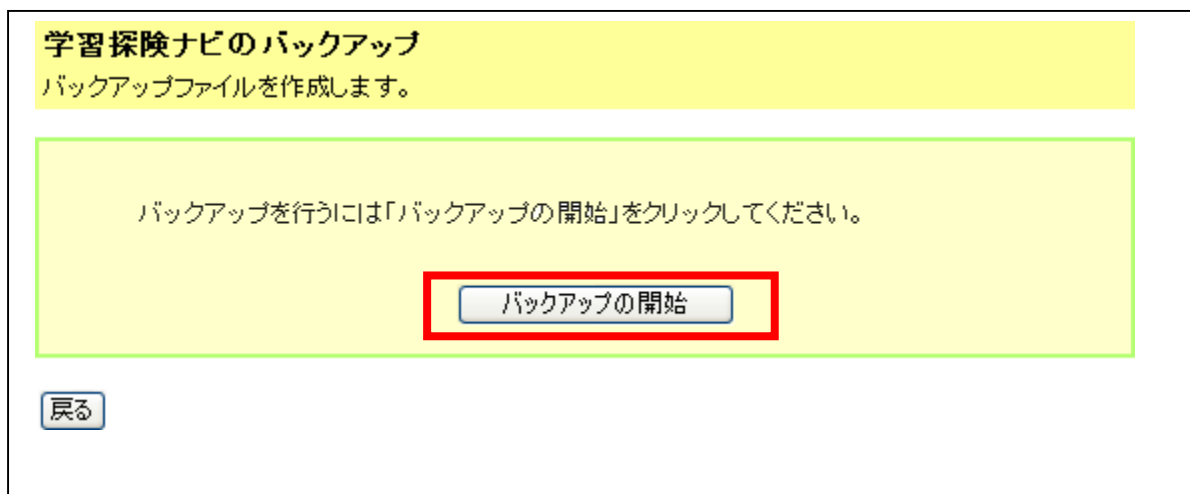 学習探険ナビのバックアップ
バックアップファイルを作成します。
バックアップを行うには「バックアップの開始」をクリックしてください。
バックアップの開始
戻る